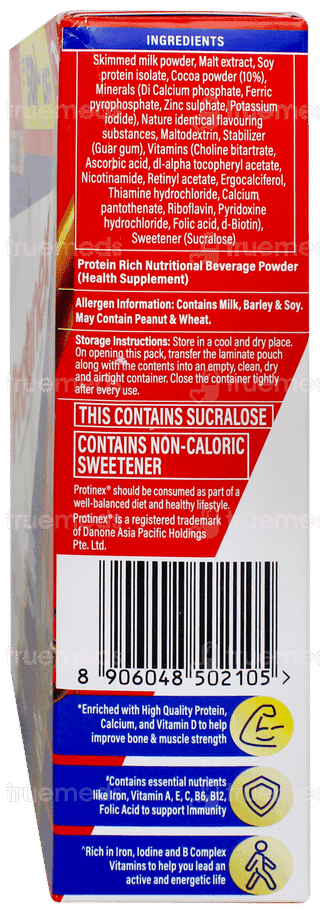 INGREDIENTS
Skimmed milk powder, Malt extract, Soy
protein isolate, Cocoa powder (10%),
Minerals (Di Calcium phosphate, Ferric
pyrophosphate, Zinc sulphate, Potassium
iodide), Nature identical flavouring
substances, Maltodextrin, Stabilizer
(Guar gum), Vitamins (Choline bitartrate,
Ascorbic acid, dl-alpha tocopheryl acetate,
Nicotinamide, Retinyl acetate, Ergocalciferol,
Thiamine hydrochloride, Calcium
pantothenate, Riboflavin, Pyridoxine
hydrochloride, Folic acid, d-Biotin),
Sweetener (Sucralose)
Protein Rich Nutritional Beverage Powder
(Health Supplement)
Allergen Information: Contains Milk, Barley & Soy.
May Contain Peanut & Wheat.
Storage Instructions: Store in a cool and dry place.
On opening this pack, transfer the laminate pouch
along with the contents into an empty, clean, dry
and airtight container. Close the container tightly
after every use.
THIS CONTAINS SUCRALOSE
CONTAINS NON-CALORIC
SWEETENER
Protinex® should be consumed as part of a
well-balanced diet and healthy lifestyle.
Protinex® is a registered trademark
of Danone Asia Pacific Holdings
Pte. Ltd.
8 906048 502105 >
*Enriched with High Quality Protein,
Calcium, and Vitamin D to help
improve bone & muscle strength
#Contains essential nutrients
like Iron, Vitamin A, E, C, B6, B12,
Folic Acid to support Immunity
^Rich in Iron, Iodine and B Complex
Vitamins to help you lead an
active and energetic life
truemeds